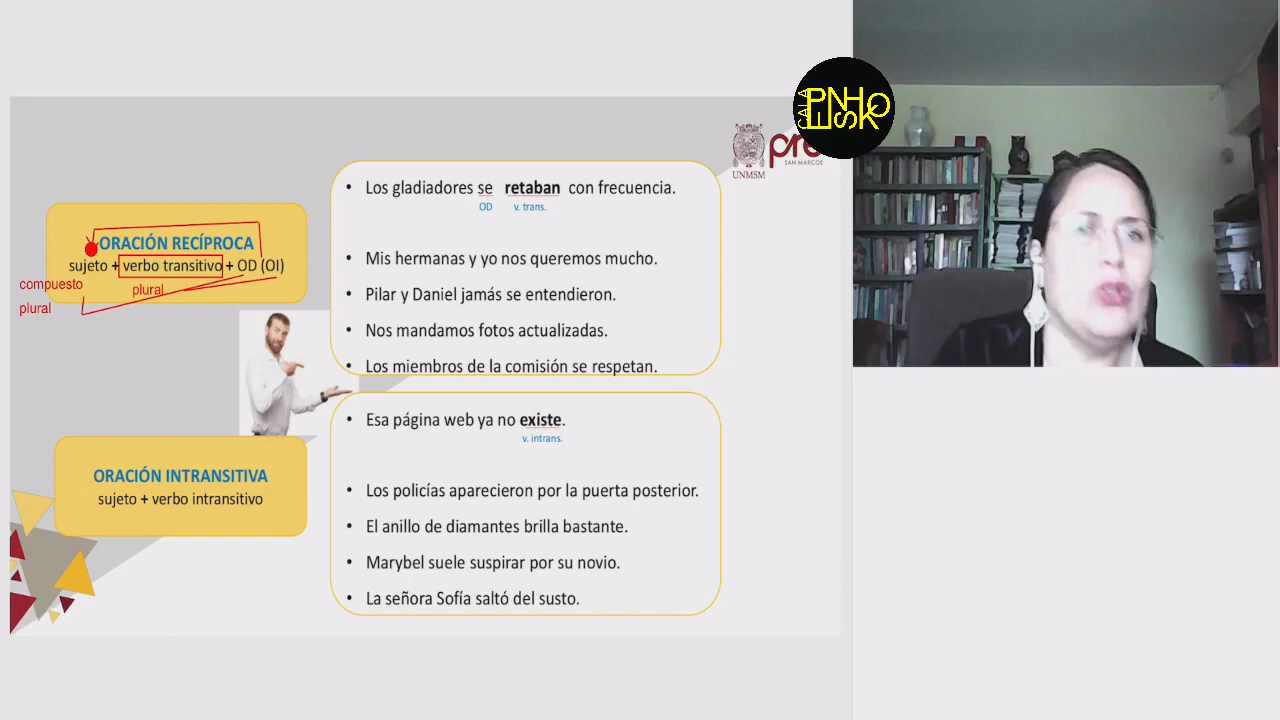 ORACIÓN RECÍPROCA
sujeto + verbo transitivo + OD (OI)
compuesto
plural
plural
• Los gladiadores se retaban con frecuencia.
OD v. trans.
• Mis hermanas y yo nos queremos mucho.
• Pilar y Daniel jamás se entendieron.
• Nos mandamos fotos actualizadas.
• Los miembros de la comisión se respetan.
ORACIÓN INTRANSITIVA
sujeto + verbo intransitivo
• Esa página web ya no existe.
v. intrans.
• Los policías aparecieron por la puerta posterior.
• El anillo de diamantes brilla bastante.
• Marybel suele suspirar por su novio.
• La señora Sofía saltó del susto.
UNMSM
SAN MARCOS
CALA